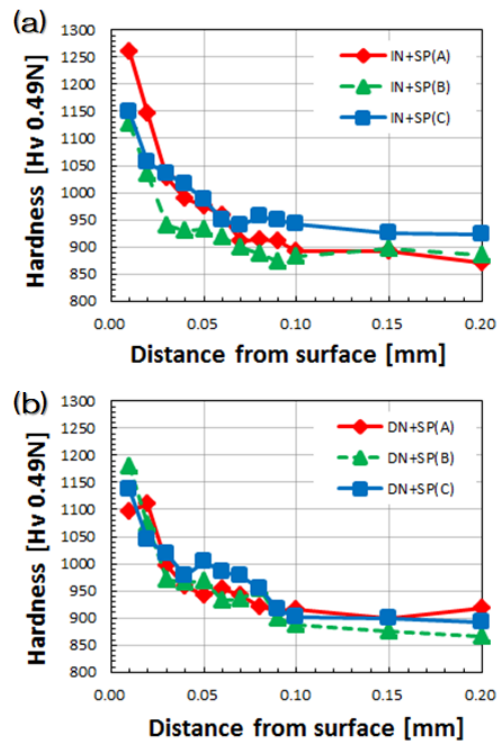 (a)
1300
1250
1200
1150
1100
1050
1000
950
900
850
800
Hardness [Hv 0.49N]
IN+SP(A)
IN+SP(B)
IN+SP(C)
0.00 0.05 0.10 0.15 0.20
Distance from surface [mm]
(b)
1300
1250
1200
1150
1100
1050
1000
950
900
850
800
Hardness [Hv 0.49N]
DN+SP(A)
DN+SP(B)
DN+SP(C)
0.00 0.05 0.10 0.15 0.20
Distance from surface [mm]